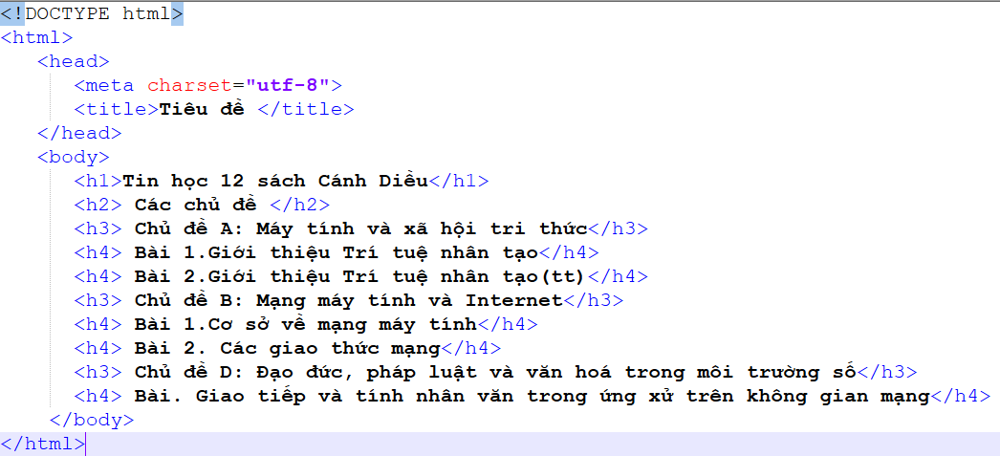 <!DOCTYPE html>
<html>
<head>
<meta charset="utf-8">
<title>Tiêu đề </title>
</head>
<body>
<h1>Tin học 12 sách Cánh Diều</h1>
<h2> Các chủ đề </h2>
<h3> Chủ đề A: Máy tính và xã hội tri thức</h3>
<h4> Bài 1.Giới thiệu Trí tuệ nhân tạo</h4>
<h4> Bài 2.Giới thiệu Trí tuệ nhân tạo(tt)</h4>
<h3> Chủ đề B: Mạng máy tính và Internet</h3>
<h4> Bài 1.Cơ sở về mạng máy tính</h4>
<h4> Bài 2. Các giao thức mạng</h4>
<h3> Chủ đề D: Đạo đức, pháp luật và văn hoá trong môi trường số</h3>
<h4> Bài. Giao tiếp và tính nhân văn trong ứng xử trên không gian mạng</h4>
</body>
</html>